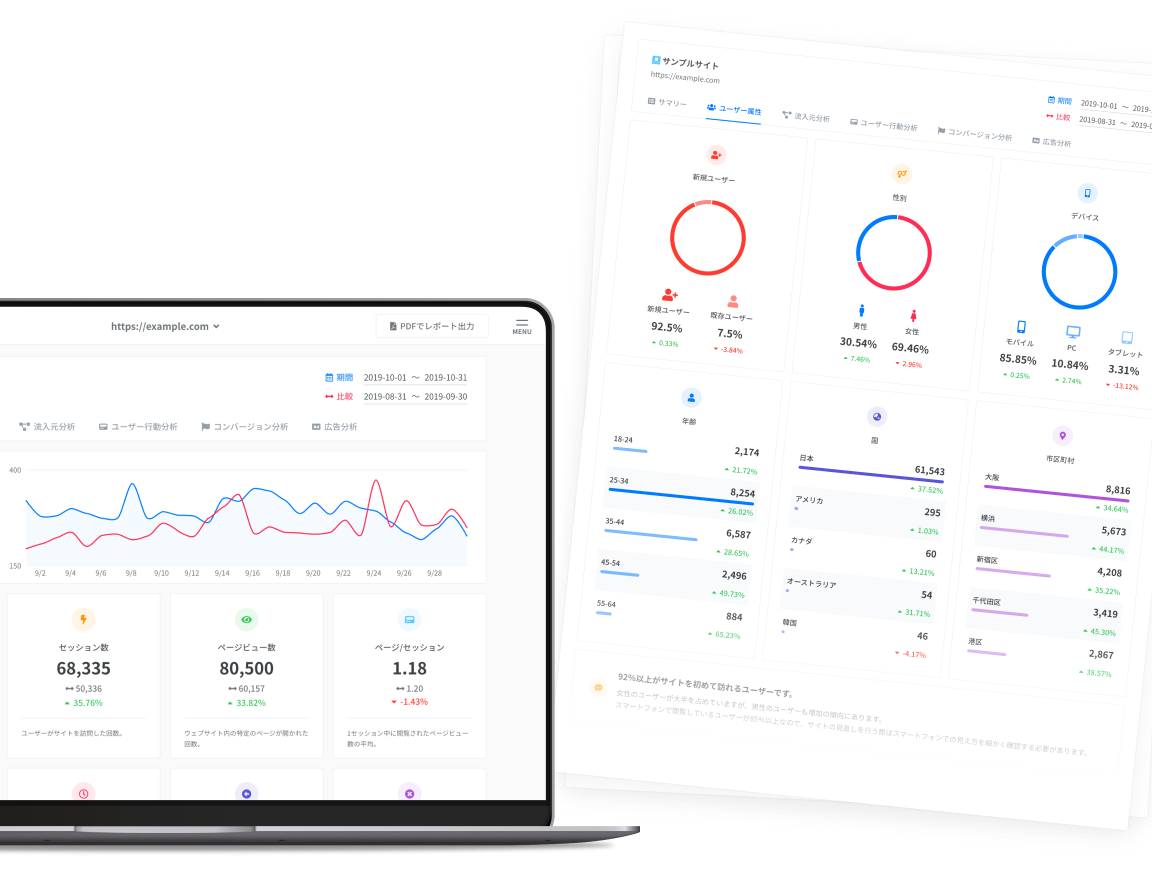 https://example.com
PDFでレポート出力
MENU
期間 2019-10-01 ～ 2019-10-31
比較 2019-08-31 ～ 2019-09-30
流入元分析 ユーザー行動分析 コンバージョン分析 広告分析
400
150
9/2 9/4 9/6 9/8 9/10 9/12 9/14 9/16 9/18 9/20 9/22 9/24 9/26 9/28
セッション数
68,335
50,336
35.76%
ユーザーがサイトを訪問した回数。
ページビュー数
80,500
60,157
33.82%
ウェブサイト内の特定のページが開かれた
回数。
ページ/セッション
1.18
1.20
-1.43%
1セッション中に閲覧されたページビュー
数の平均。
サンプルサイト
https://example.com
期間 2019-10-01 ～ 2019-
比較 2019-08-31 ～ 2019-0
サマリー ユーザー属性 流入元分析 ユーザー行動分析 コンバージョン分析 広告分析
新規ユーザー
新規ユーザー 既存ユーザー
92.5% 7.5%
0.33% -3.84%
性別
男性 女性
30.54% 69.46%
7.46% 2.96%
デバイス
モバイル PC タブレット
85.85% 10.84% 3.31%
0.25% 2.74% -13.12%
年齢
18-24 2,174
21.72%
25-34 8,254
26.02%
35-44 6,587
28.65%
45-54 2,496
49.73%
55-64 884
65.23%
国
日本 61,543
37.52%
アメリカ 295
1.03%
カナダ 60
13.21%
オーストラリア 54
31.71%
韓国 46
-4.17%
市区町村
大阪 8,816
34.64%
横浜 5,673
44.17%
新宿区 4,208
35.22%
千代田区 3,419
45.30%
港区 2,867
38.57%
92%以上がサイトを初めて訪れるユーザーです。
女性のユーザーが大半を占めていますが、男性のユーザーも増加の傾向にあります。
スマートフォンで閲覧しているユーザーが85%以上なので、サイトの見直しを行う際はスマートフォンでの見え方を細かく確認する必要があります。